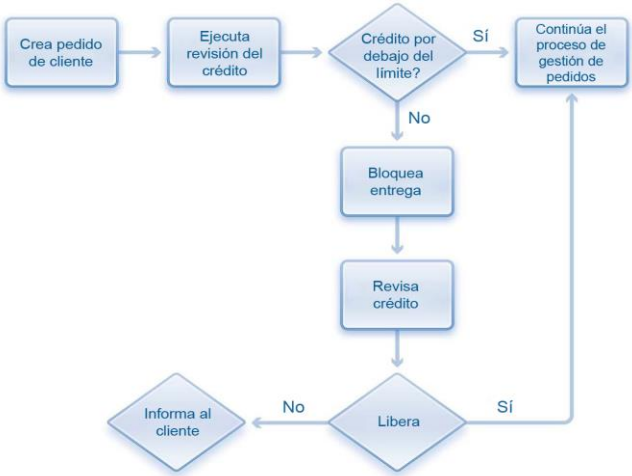 Crea pedido
de cliente
Ejecuta
revisión del
crédito
Crédito por
debajo del
límite?
Sí
Continúa el
proceso de
gestión de
pedidos
No
Bloquea
entrega
Revisa
crédito
Informa al
cliente
No
Libera
Sí